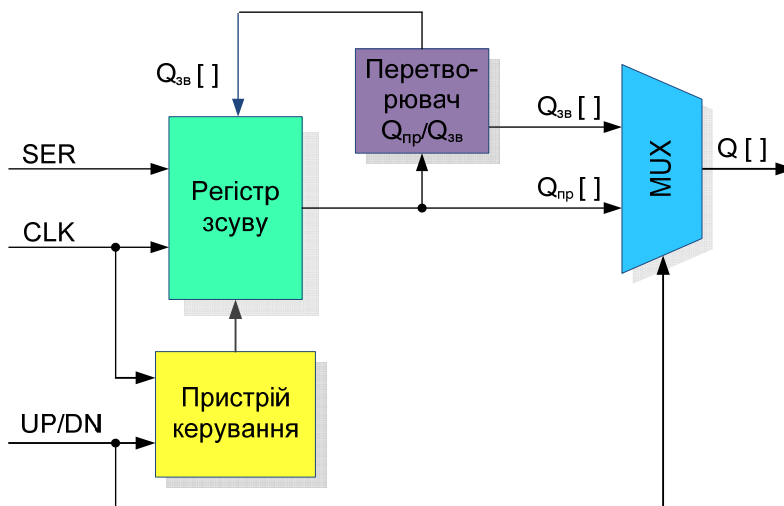 Qзв [ ]
Перетво-
рювач
Qпр/Qзв
Qзв [ ]
SER
Регістр
зсуву
MUX
Q [ ]
Qпр [ ]
CLK
Пристрій
керування
UP/DN